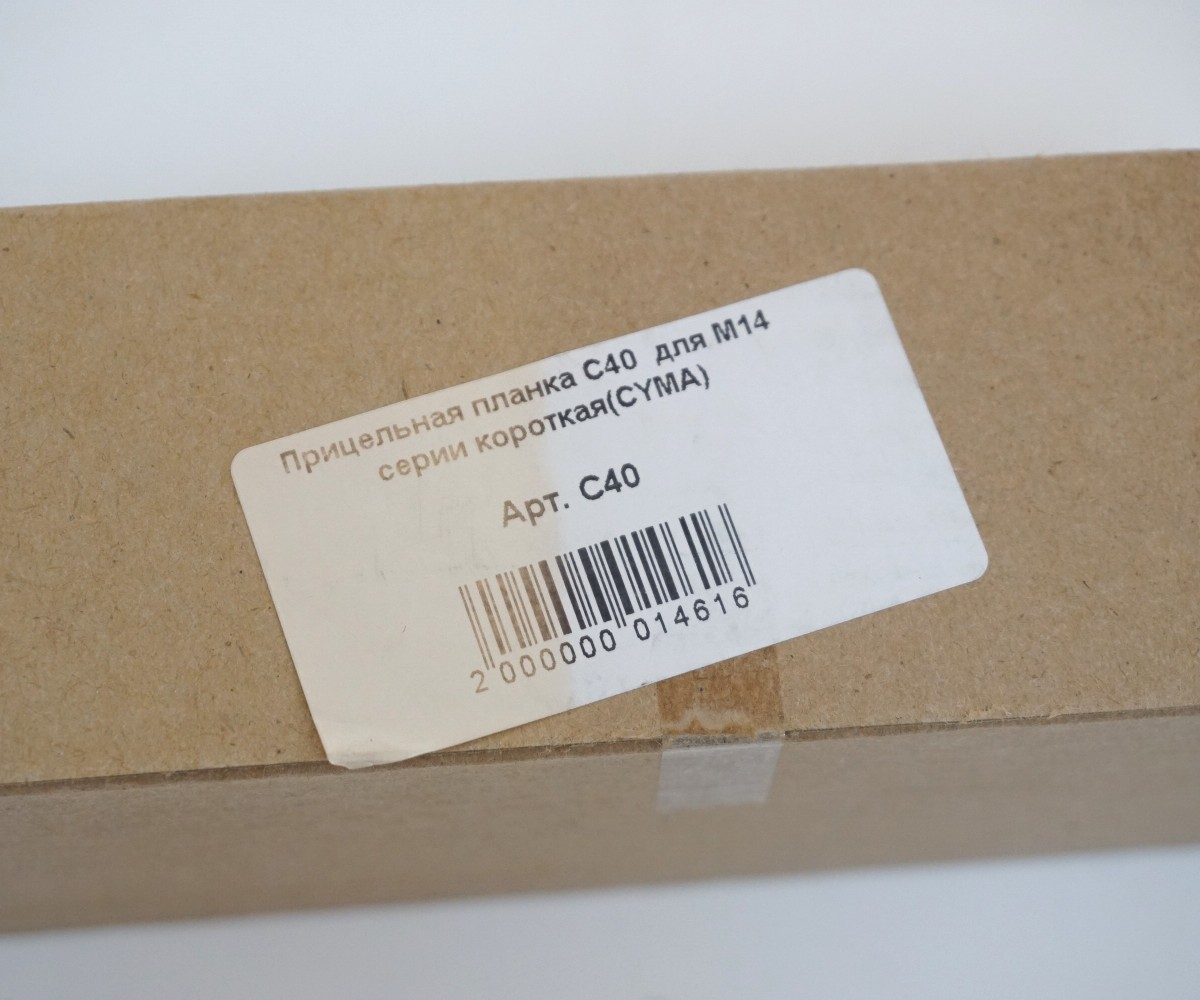 Прицельная планка С40 для М14
серии короткая(CYMA)
Арт. С40
2 000000 014616